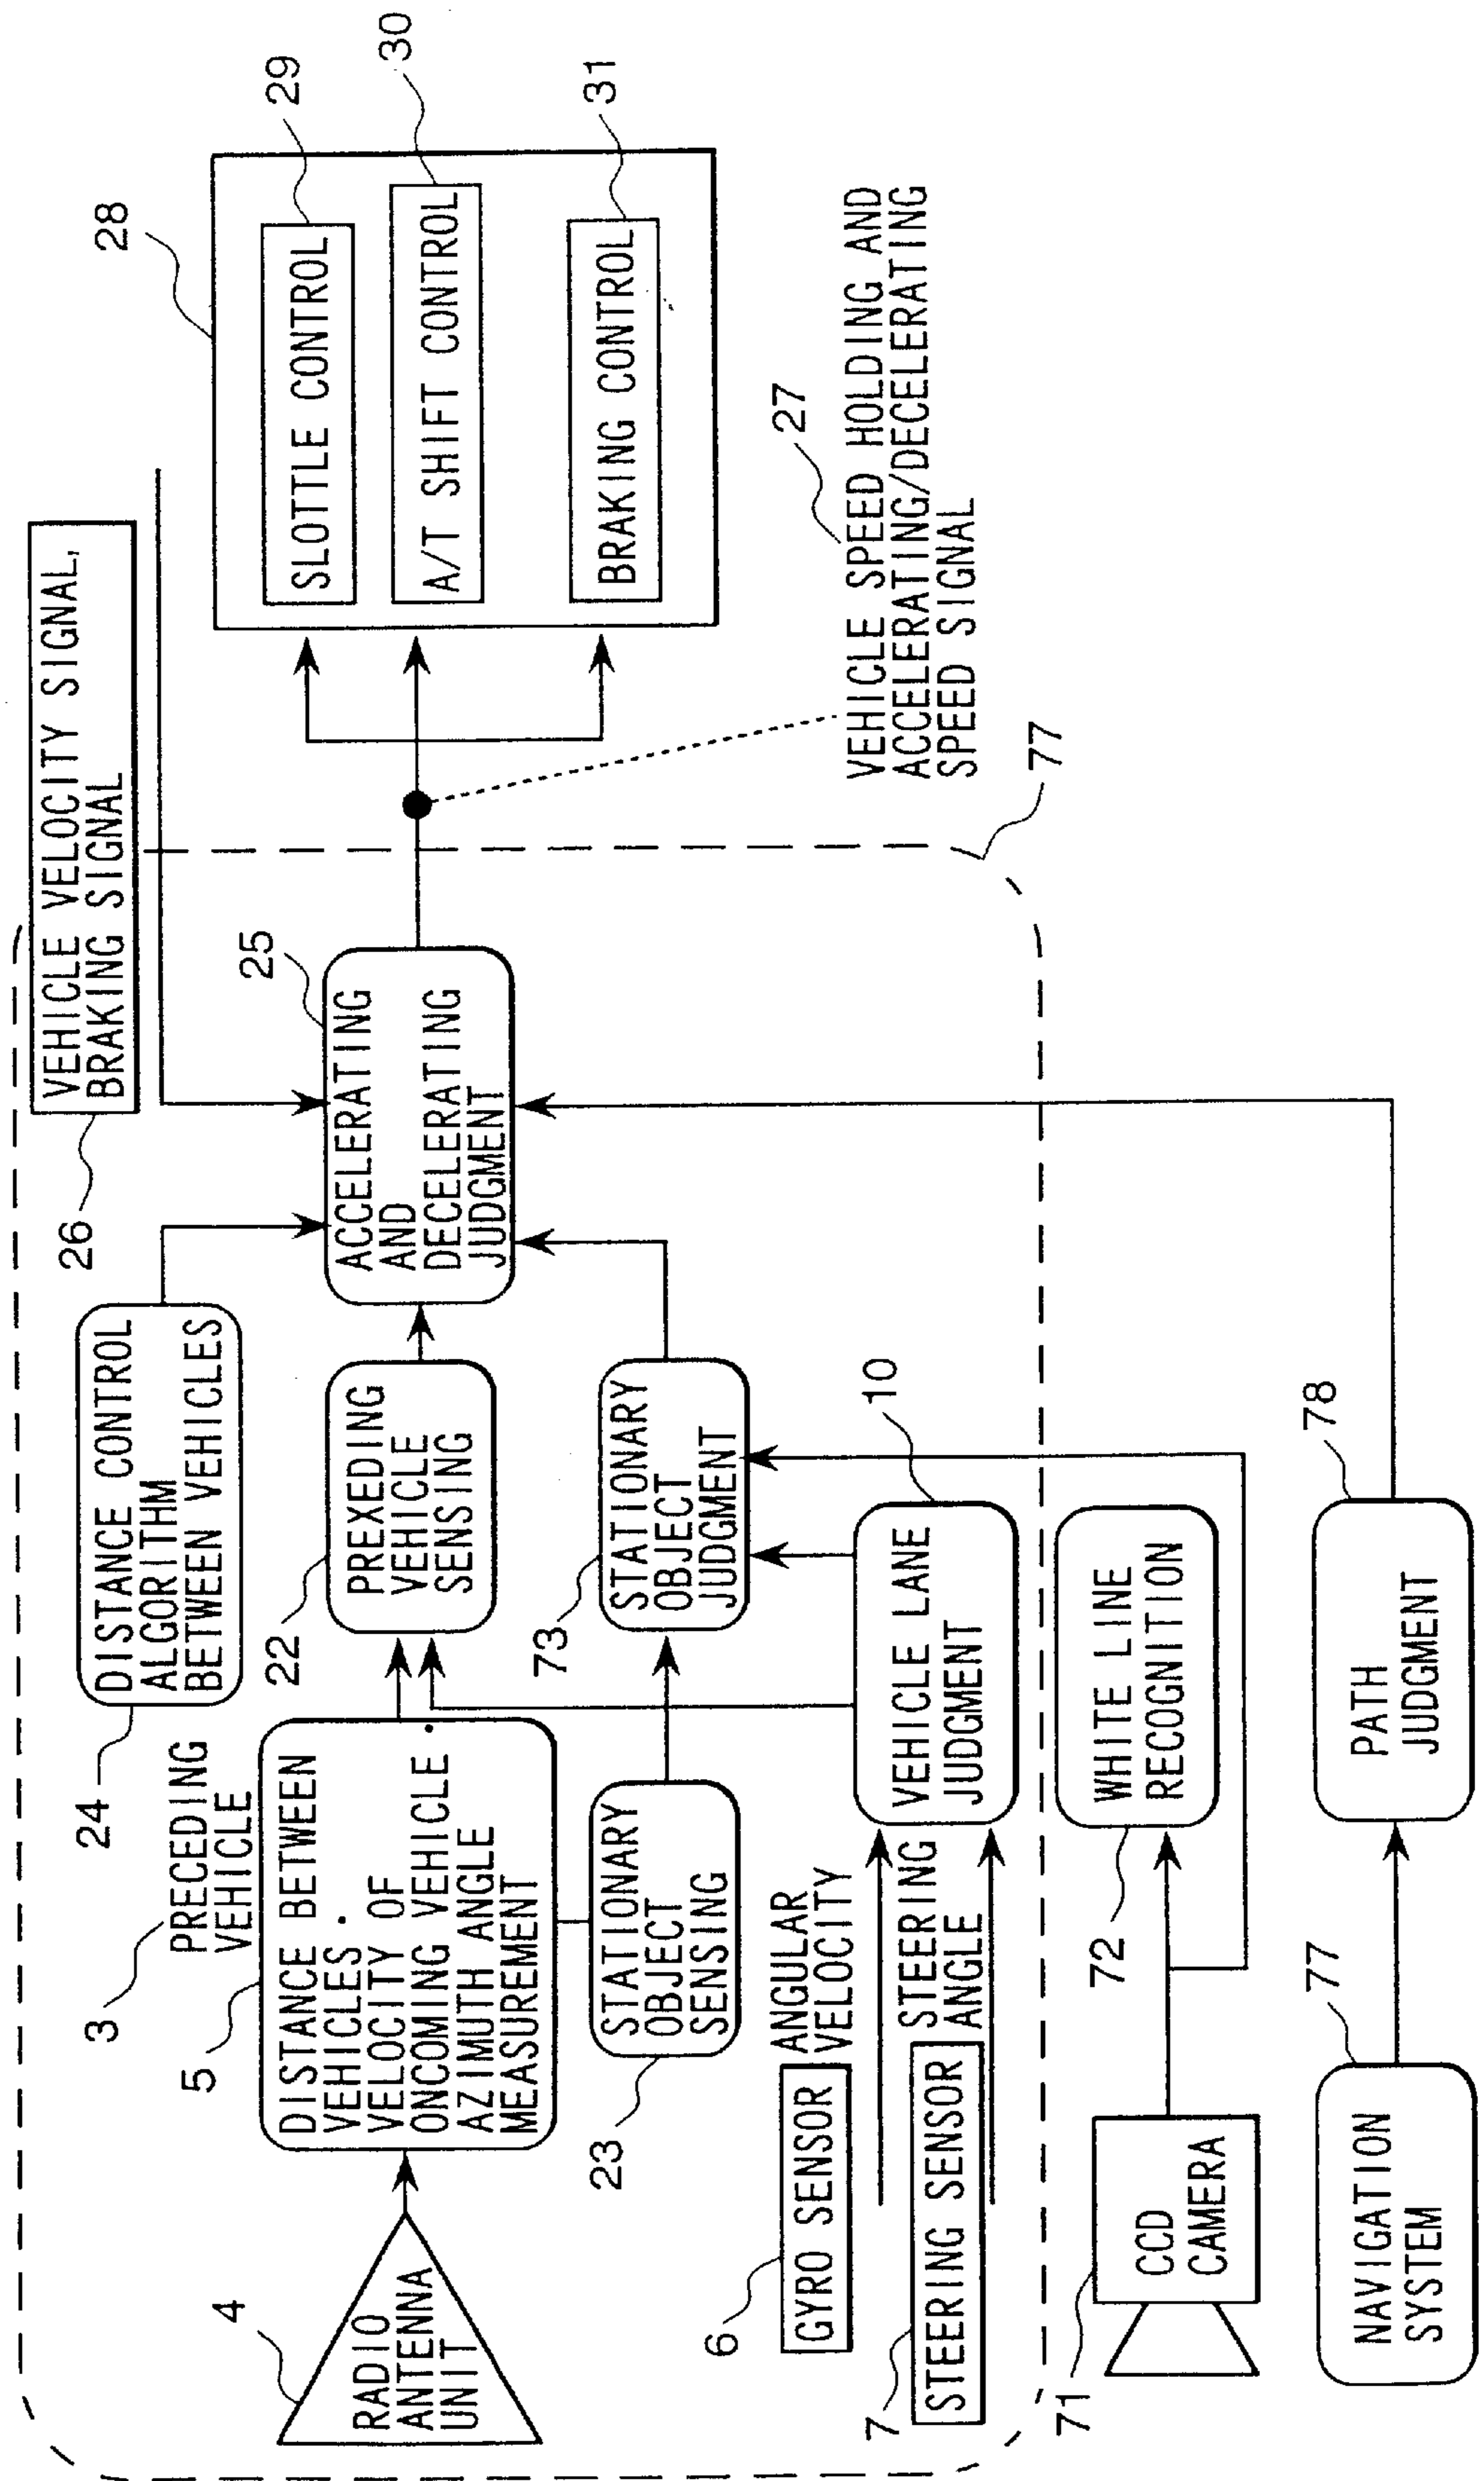 26
VEHICLE VELOCITY SIGNAL,
BRAKING SIGNAL
24
DISTANCE CONTROL
ALGORITHM
BETWEEN VEHICLES
3
PRECEDING
VEHICLE
4
RADIO
ANTENNA
UNIT
5
DISTANCE BETWEEN
VEHICLES ·
VELOCITY OF
ONCOMING VEHICLE ·
AZIMUTH ANGLE
MEASUREMENT
22
PREXEDING
VEHICLE
SENSING
25
ACCELERATING
AND
DECELERATING
JUDGMENT
28
SLOTTLE CONTROL
29
A/T SHIFT CONTROL
30
BRAKING CONTROL
31
23
STATIONARY
OBJECT
SENSING
73
STATIONARY
OBJECT
JUDGMENT
27
VEHICLE SPEED HOLDING AND
ACCELERATING/DECELERATING
SPEED SIGNAL
77
6
GYRO SENSOR
ANGULAR
VELOCITY
7
STEERING SENSOR
STEERING
ANGLE
10
VEHICLE LANE
JUDGMENT
71
CCD
CAMERA
72
WHITE LINE
RECOGNITION
77
NAVIGATION
SYSTEM
78
PATH
JUDGMENT